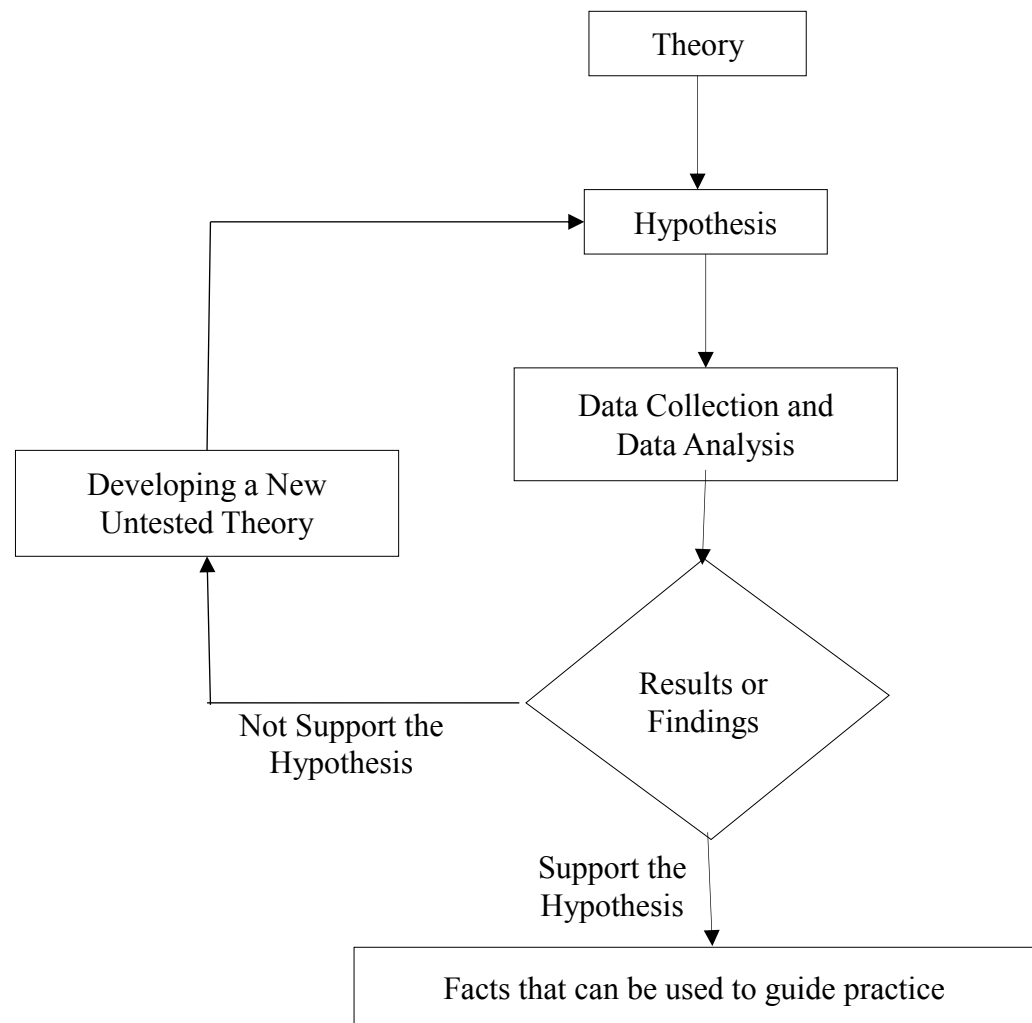 Theory
Hypothesis
Data Collection and
Data Analysis
Developing a New
Untested Theory
Results or
Findings
Not Support the
Hypothesis
Support the
Hypothesis
Facts that can be used to guide practice